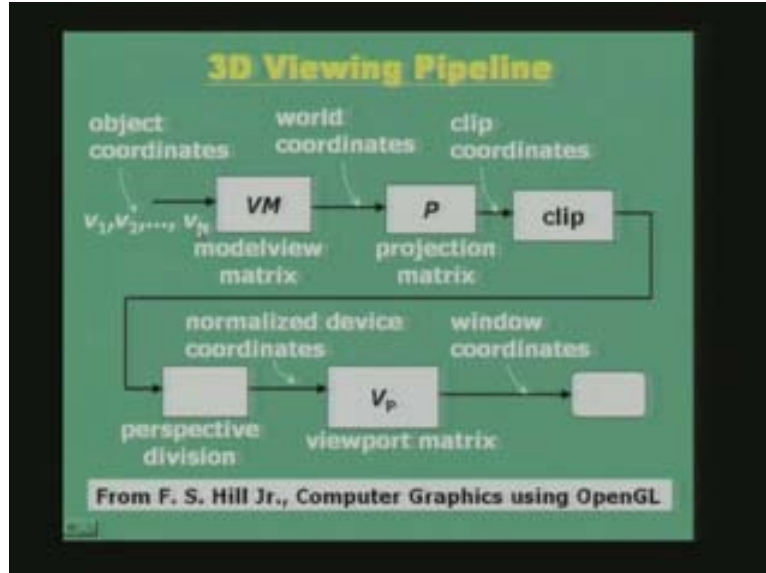 3D Viewing Pipeline
object
coordinates
world
coordinates
clip
coordinates
v1,v2,..., vN
VM
P
clip
modelview
matrix
projection
matrix
normalized device
coordinates
window
coordinates
VP
perspective
division
viewport matrix
From F. S. Hill Jr., Computer Graphics using OpenGL